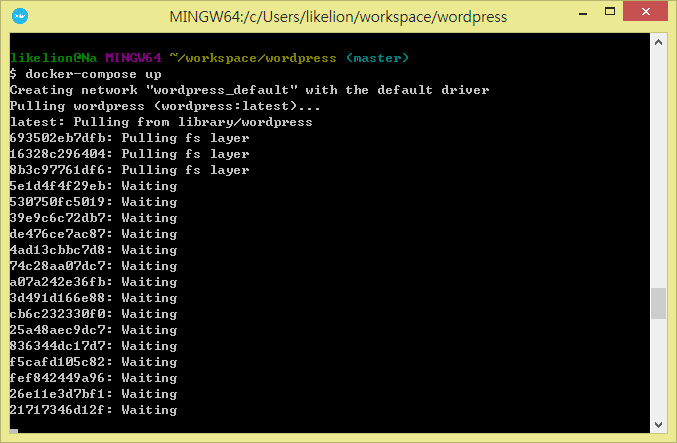 MINGW64:/c/Users/likelion/workspace/wordpress
likelion@Na MINGW64 ~/workspace/wordpress (master)
$ docker-compose up
Creating network "wordpress_default" with the default driver
Pulling wordpress (wordpress:latest)...
latest: Pulling from library/wordpress
693502eb7dfb: Pulling fs layer
16328c296404: Pulling fs layer
8b3c97761df6: Pulling fs layer
5e1d4f4f29eb: Waiting
530750fc5019: Waiting
39e9c6c72db7: Waiting
de476ce7ac87: Waiting
4ad13cbbc7d8: Waiting
74c28aa07dc7: Waiting
a07a242e36fb: Waiting
3d491d166e88: Waiting
cb6c232330f0: Waiting
25a48aec9dc7: Waiting
836344dc17d7: Waiting
f5cafd105c82: Waiting
fef842449a96: Waiting
26e11e3d7bf1: Waiting
21717346d12f: Waiting